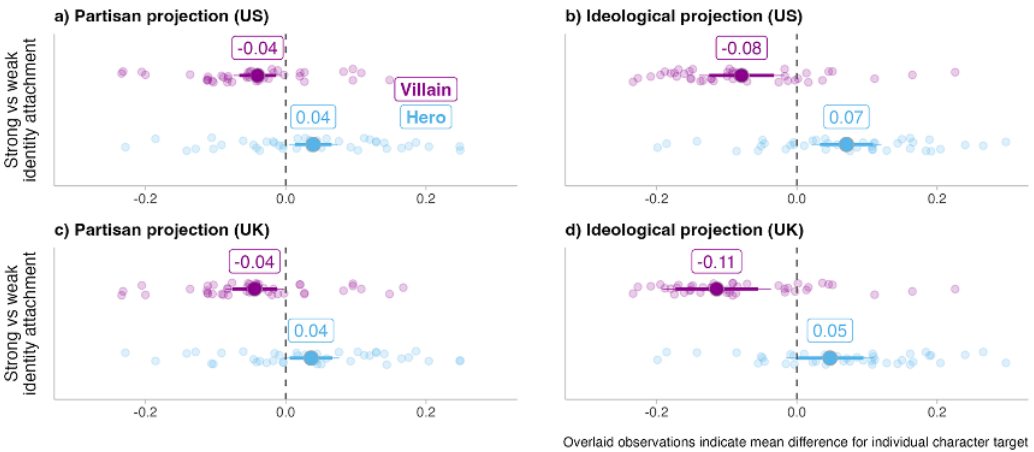 a) Partisan projection (US)
b) Ideological projection (US)
Strong vs weak
identity attachment
-0.04
Villain
0.04
Hero
-0.2
0.0
0.2
-0.08
0.07
-0.2
0.0
0.2
c) Partisan projection (UK)
d) Ideological projection (UK)
Strong vs weak
identity attachment
-0.04
0.04
-0.2
0.0
0.2
-0.11
0.05
-0.2
0.0
0.2
Overlaid observations indicate mean difference for individual character target